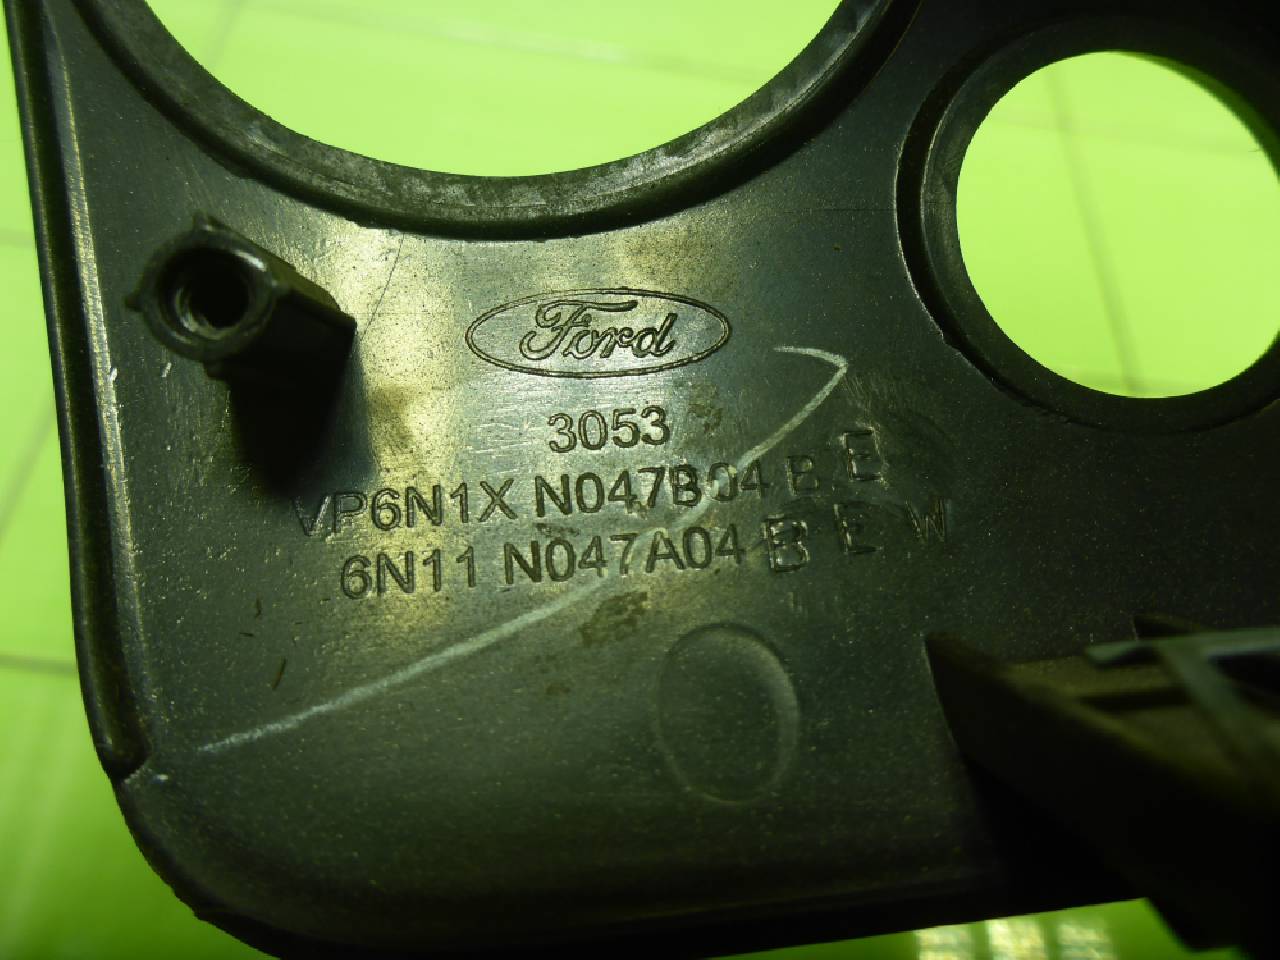 Ford
3053
VP6N1X N047B04 B E
6N11 N047A04 B E W